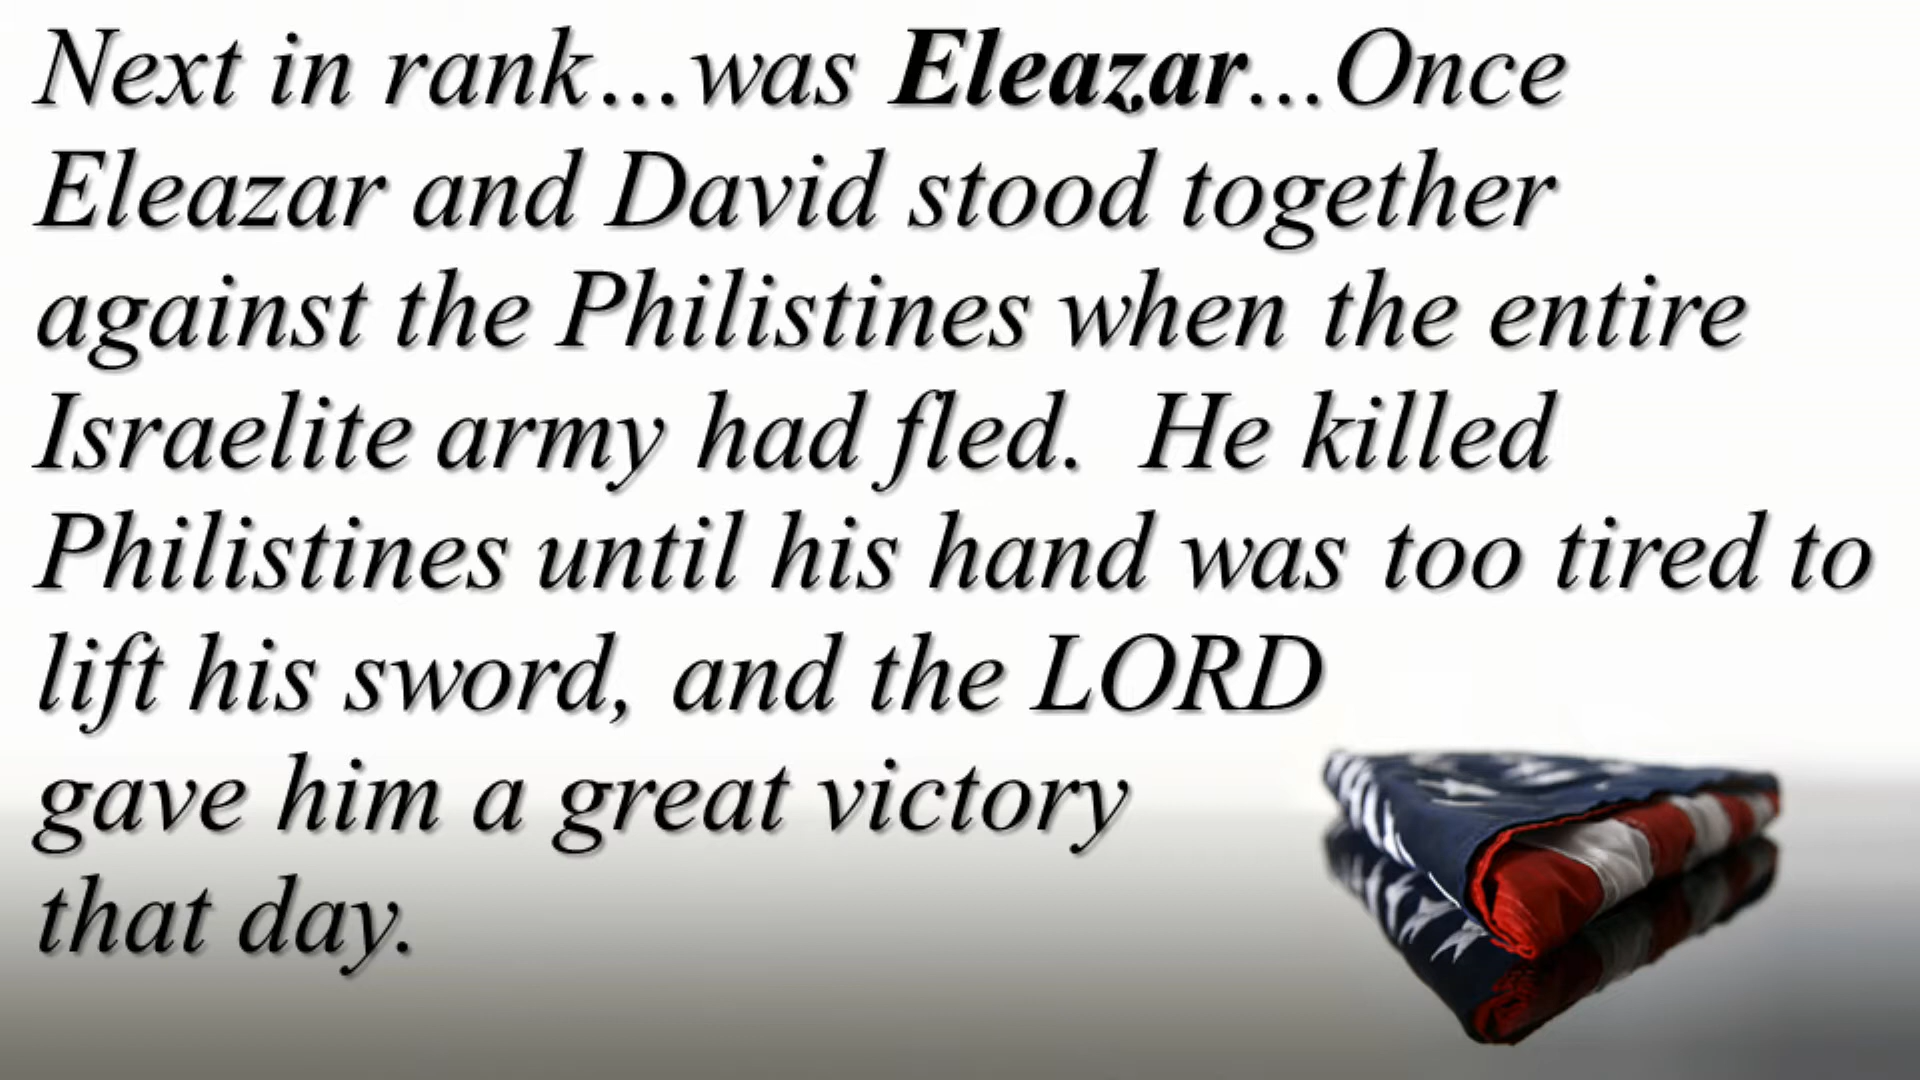 Next in rank...was Eleazar...Once
Eleazar and David stood together
against the Philistines when the entire
Israelite army had fled.  He killed
Philistines until his hand was too tired to
lift his sword, and the LORD
gave him a great victory
that day.